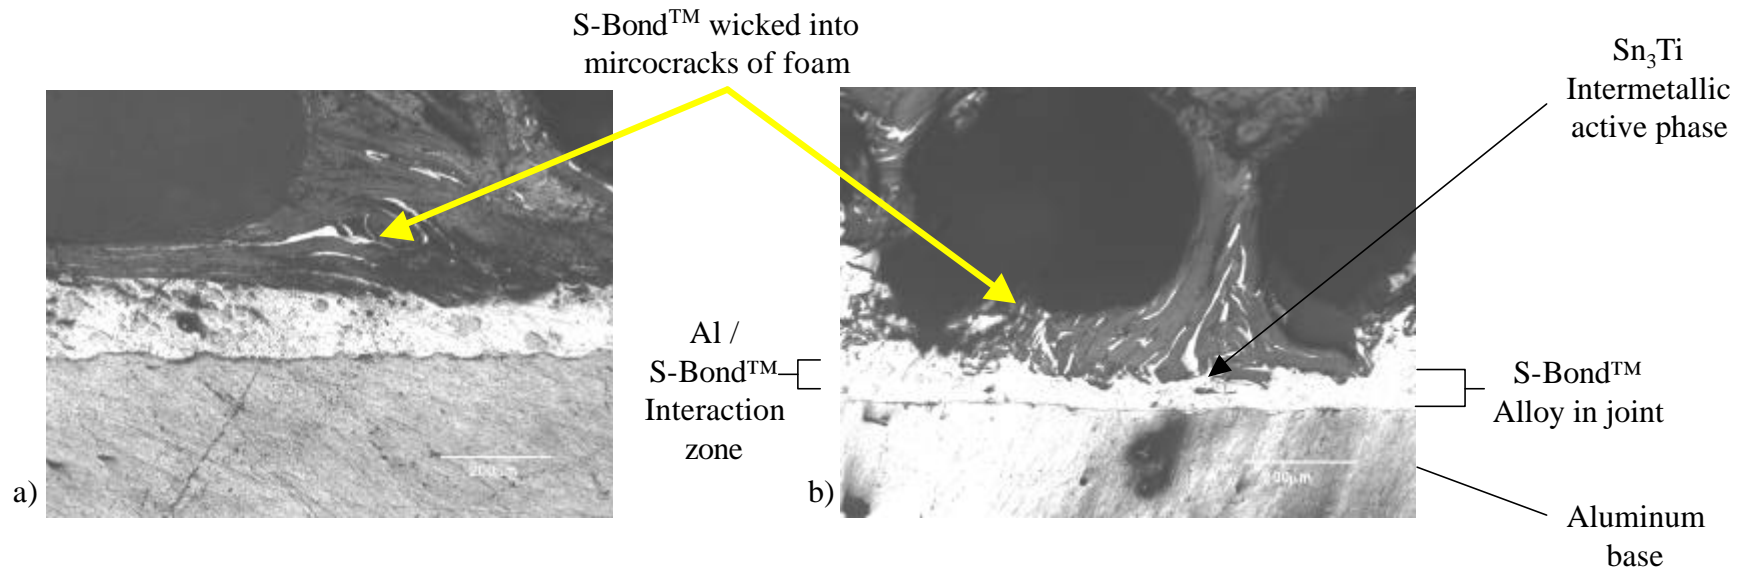 S-Bond™ wicked into
mircocracks of foam
Sn₃Ti
Intermetallic
active phase
Al /
S-Bond™
Interaction
zone
S-Bond™
Alloy in joint
200µm
a)
b)
Aluminum
base